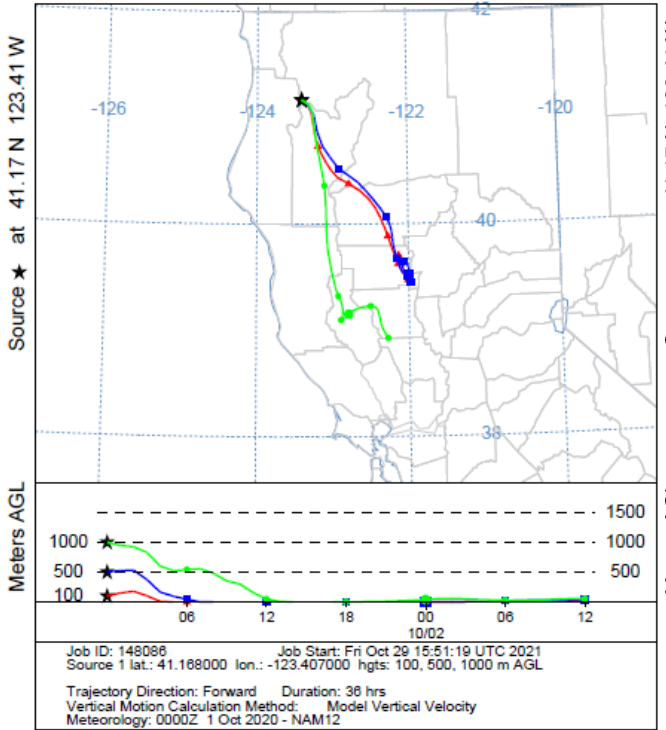 42
-126
-124
-122
-120
40
38
Source ★ at 41.17 N 123.41 W
Meters AGL
1500
1000
1000
500
500
100
06
12
18
00
06
12
10/02
Job ID: 148086 Job Start: Fri Oct 29 15:51:19 UTC 2021
Source 1 lat.: 41.168000 lon.: -123.407000 hgts: 100, 500, 1000 m AGL
Trajectory Direction: Forward Duration: 36 hrs
Vertical Motion Calculation Method: Model Vertical Velocity
Meteorology: 0000Z 1 Oct 2020 - NAM12